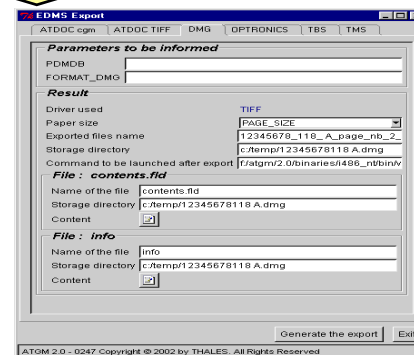 EDMS Export
ATDOC cgm ATDOC TIFF DMG OPTRONICS TBS TMS
Parameters to be informed
PDMDB
FORMAT_DMG
Result
Driver used TIFF
Paper size PAGE_SIZE
Exported files name 12345678_118_ A_page_nb_2_
Storage directory c:/temp/12345678118 A.dmg
Command to be launched after export f/atgm/2.0/binaries/i486_nt/bin/v
File : contents.fld
Name of the file contents.fld
Storage directory c:/temp/12345678118 A.dmg
Content
File : info
Name of the file info
Storage directory c:/temp/12345678118 A.dmg
Content
Generate the export Exit
ATGM 2.0 - 0247 Copyright © 2002 by THALES. All Rights Reserved